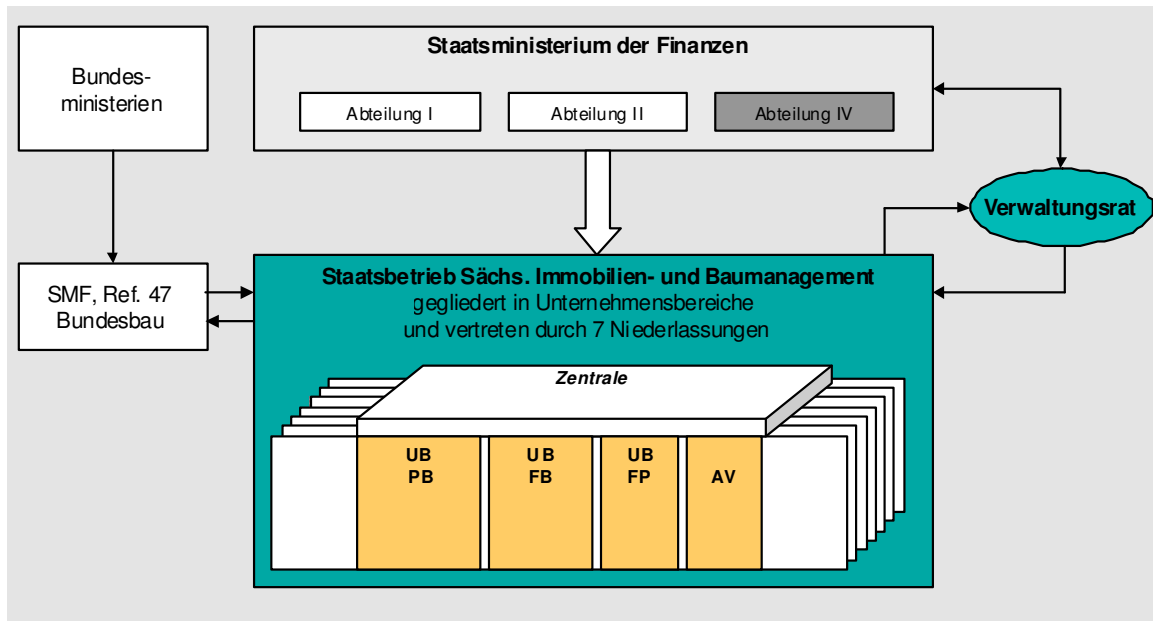 Bundes-
ministerien
Staatsministerium der Finanzen
Abteilung I
Abteilung II
Abteilung IV
Verwaltungsrat
SMF, Ref. 47
Bundesbau
Staatsbetrieb Sächs. Immobilien- und Baumanagement
gegliedert in Unternehmensbereiche
und vertreten durch 7 Niederlassungen
Zentrale
UB
PB
UB
FB
UB
FP
AV